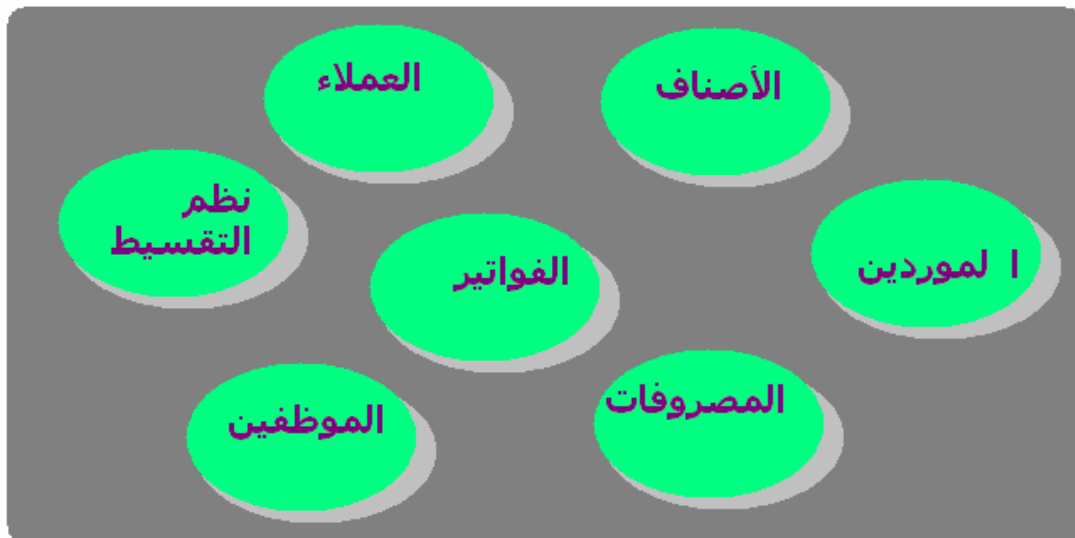 الأصناف
العملاء
ا لموردين
نظم
التقسيط
الفواتير
المصروفات
الموظفين